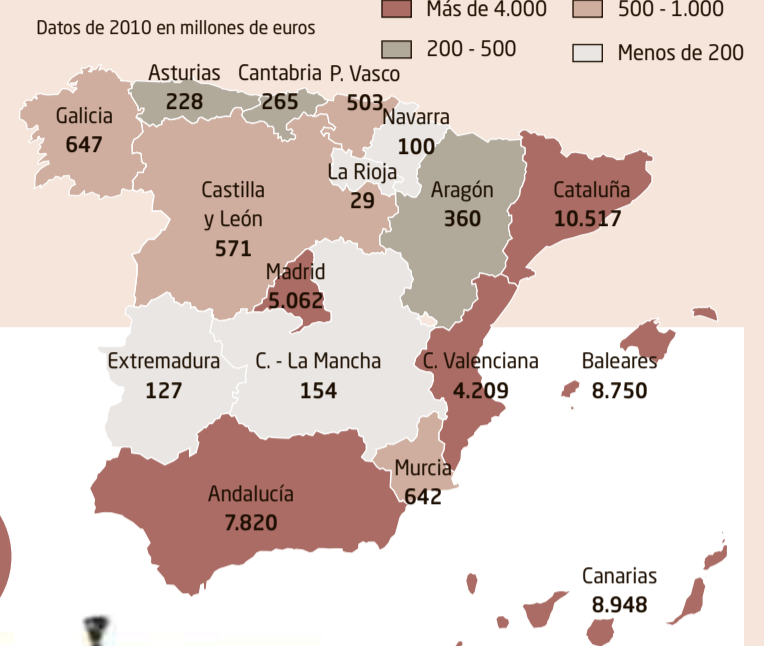 Datos de 2010 en millones de euros
Más de 4.000
500 - 1.000
200 - 500
Menos de 200
Asturias
228
Cantabria
265
P. Vasco
503
Galicia
647
Navarra
100
La Rioja
29
Castilla
y León
571
Aragón
360
Cataluña
10.517
Madrid
5.062
Extremadura
127
C. - La Mancha
154
C. Valenciana
4.209
Baleares
8.750
Murcia
642
Andalucía
7.820
Canarias
8.948